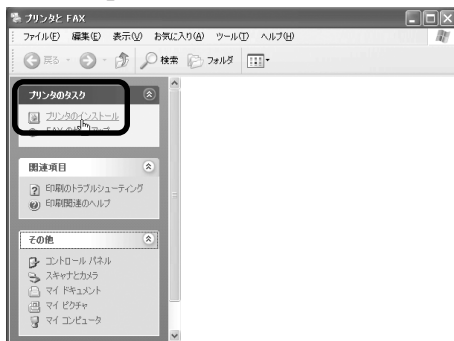 プリンタと FAX
ファイル(F) 編集(E) 表示(V) お気に入り(A) ツール(T) ヘルプ(H)
戻る 検索 フォルダ
プリンタのタスク
プリンタのインストール
関連項目
印刷のトラブルシューティング
印刷関連のヘルプ
その他
コントロール パネル
スキャナとカメラ
マイ ドキュメント
マイ ピクチャ
マイ コンピュータ